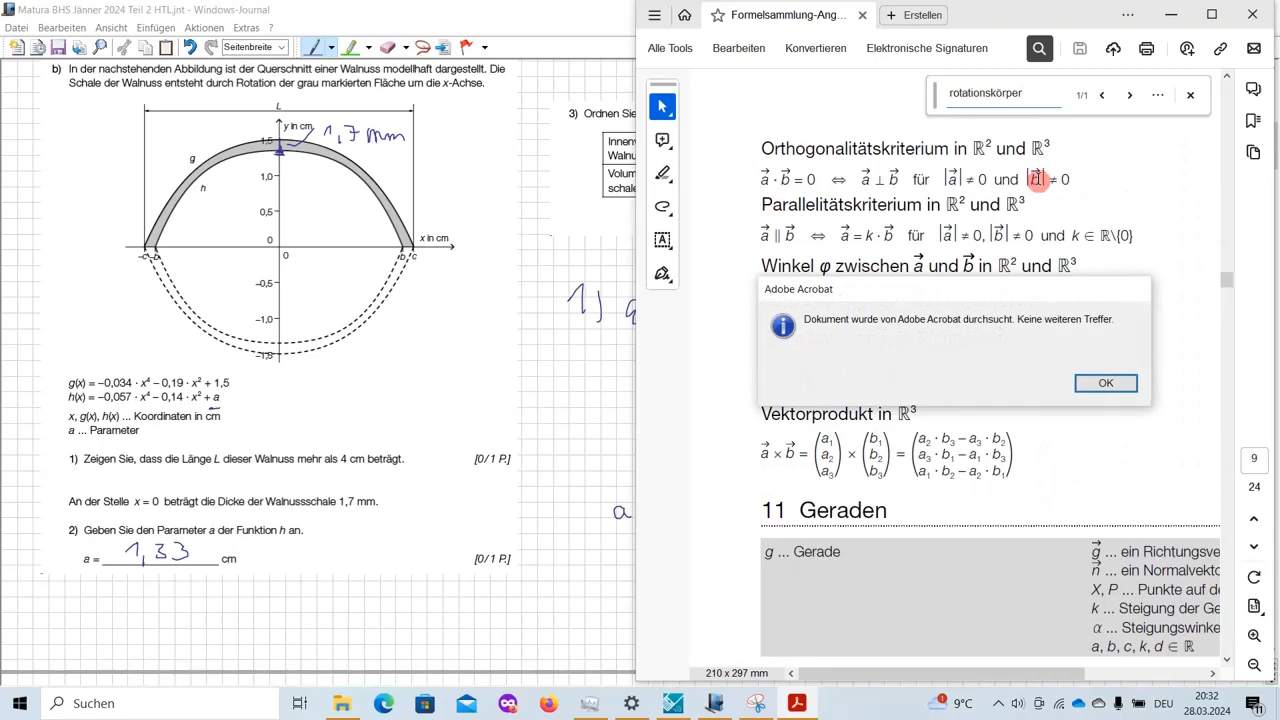 Matura BHS Jänner 2024 Teil 2 HTL.jnt - Windows-Journal
Datei Bearbeiten Ansicht Einfügen Aktionen Extras ?
Seitenbreite
b) In der nachstehenden Abbildung ist der Querschnitt einer Walnuss modellhaft dargestellt. Die
Schale der Walnuss entsteht durch Rotation der grau markierten Fläche um die x-Achse.
L
y in cm
1,7 mm
1,5
g
h
1,0
0,5
0
x in cm
-c -b 0 b c
-0,5
-1,0
-1,5
g(x) = –0,034 · x⁴ – 0,19 · x² + 1,5
h(x) = –0,057 · x⁴ – 0,14 · x² + a
x, g(x), h(x) ... Koordinaten in cm
a ... Parameter
1) Zeigen Sie, dass die Länge L dieser Walnuss mehr als 4 cm beträgt. [0/1 P.]
An der Stelle x = 0 beträgt die Dicke der Walnussschale 1,7 mm.
2) Geben Sie den Parameter a der Funktion h an.
a = 1,33 cm [0/1 P.]
3) Ordnen Sie
Innenv
Walnu
Volum
schale
1) g
a
Formelsammlung-Ang... Erstellen
Alle Tools Bearbeiten Konvertieren Elektronische Signaturen
rotationskörper 1/1
Orthogonalitätskriterium in ℝ² und ℝ³
a⃗ · b⃗ = 0 ⇔ a⃗ ⊥ b⃗ für |a⃗| ≠ 0 und |b⃗| ≠ 0
Parallelitätskriterium in ℝ² und ℝ³
a⃗ ∥ b⃗ ⇔ a⃗ = k · b⃗ für |a⃗| ≠ 0, |b⃗| ≠ 0 und k ∈ ℝ\{0}
Winkel φ zwischen a⃗ und b⃗ in ℝ² und ℝ³
Adobe Acrobat
Dokument wurde von Adobe Acrobat durchsucht. Keine weiteren Treffer.
OK
Vektorprodukt in ℝ³
a⃗ × b⃗ = (a₁ a₂ a₃) × (b₁ b₂ b₃) = (a₂ · b₃ – a₃ · b₂
a₃ · b₁ – a₁ · b₃
a₁ · b₂ – a₂ · b₁)
11 Geraden
g ... Gerade
g⃗ ... ein Richtungsve
n⃗ ... ein Normalvekto
X, P ... Punkte auf de
k ... Steigung der Ge
α ... Steigungswinke
a, b, c, k, d ∈ ℝ
9
24
210 x 297 mm
Suchen
1
9°C
DEU
20:32
28.03.2024
11